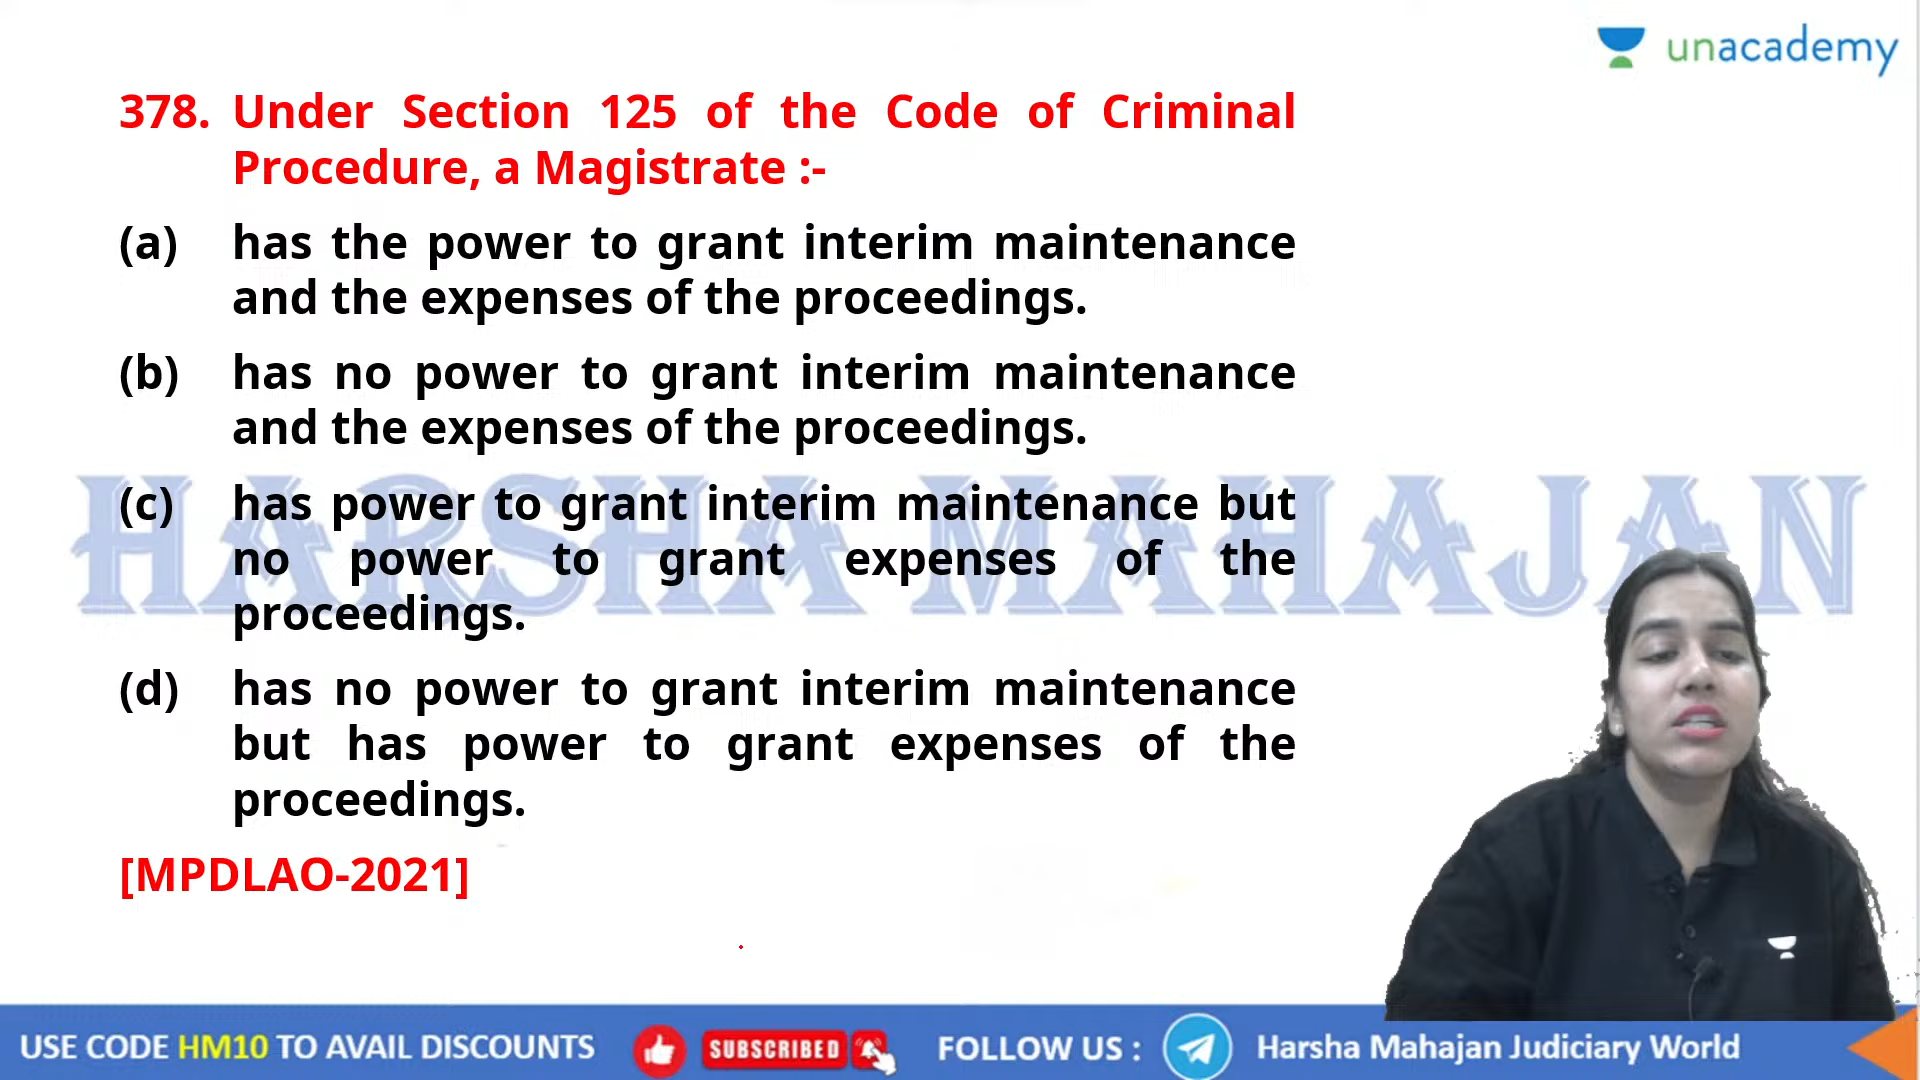 unacademy
378. Under Section 125 of the Code of Criminal
Procedure, a Magistrate :-
(a) has the power to grant interim maintenance
and the expenses of the proceedings.
(b) has no power to grant interim maintenance
and the expenses of the proceedings.
HARSHA MAHAJAN
(c) has power to grant interim maintenance but
no power to grant expenses of the
proceedings.
(d) has no power to grant interim maintenance
but has power to grant expenses of the
proceedings.
[MPDLAO-2021]
USE CODE HM10 TO AVAIL DISCOUNTS SUBSCRIBED FOLLOW US : Harsha Mahajan Judiciary World